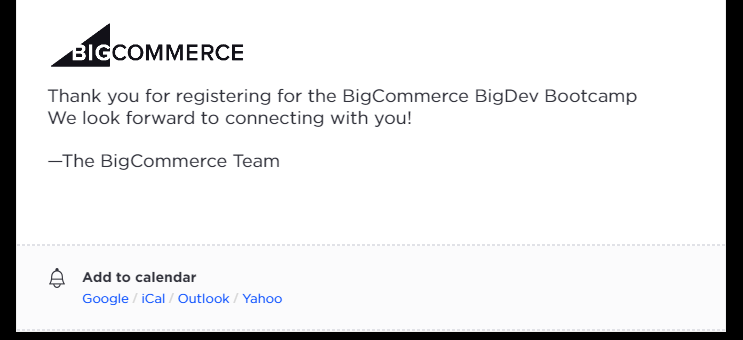 BIGCOMMERCE
Thank you for registering for the BigCommerce BigDev Bootcamp
We look forward to connecting with you!
—The BigCommerce Team
Add to calendar
Google / iCal / Outlook / Yahoo